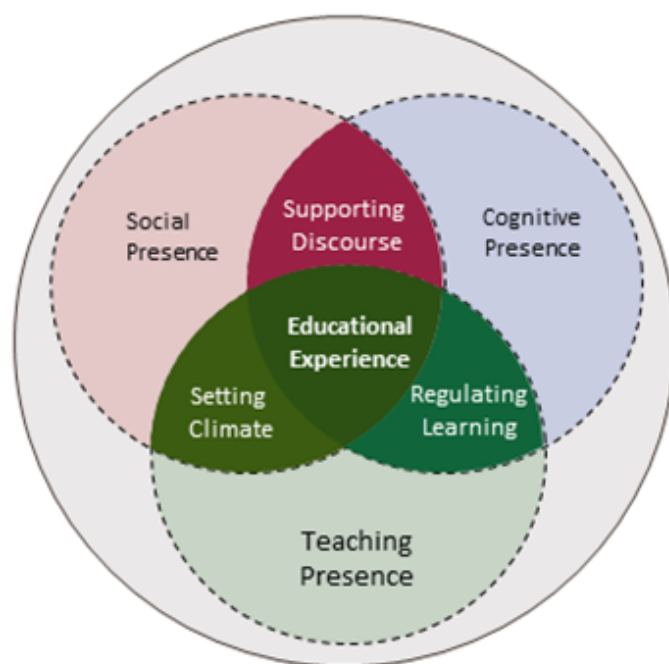 Social
Presence
Supporting
Discourse
Cognitive
Presence
Educational
Experience
Setting
Climate
Regulating
Learning
Teaching
Presence